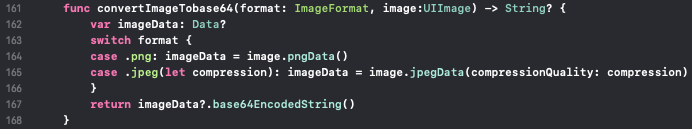 161 func convertImageTobase64(format: ImageFormat, image:UIImage) -> String? {
162 var imageData: Data?
163 switch format {
164 case .png: imageData = image.pngData()
165 case .jpeg(let compression): imageData = image.jpegData(compressionQuality: compression)
166 }
167 return imageData?.base64EncodedString()
168 }